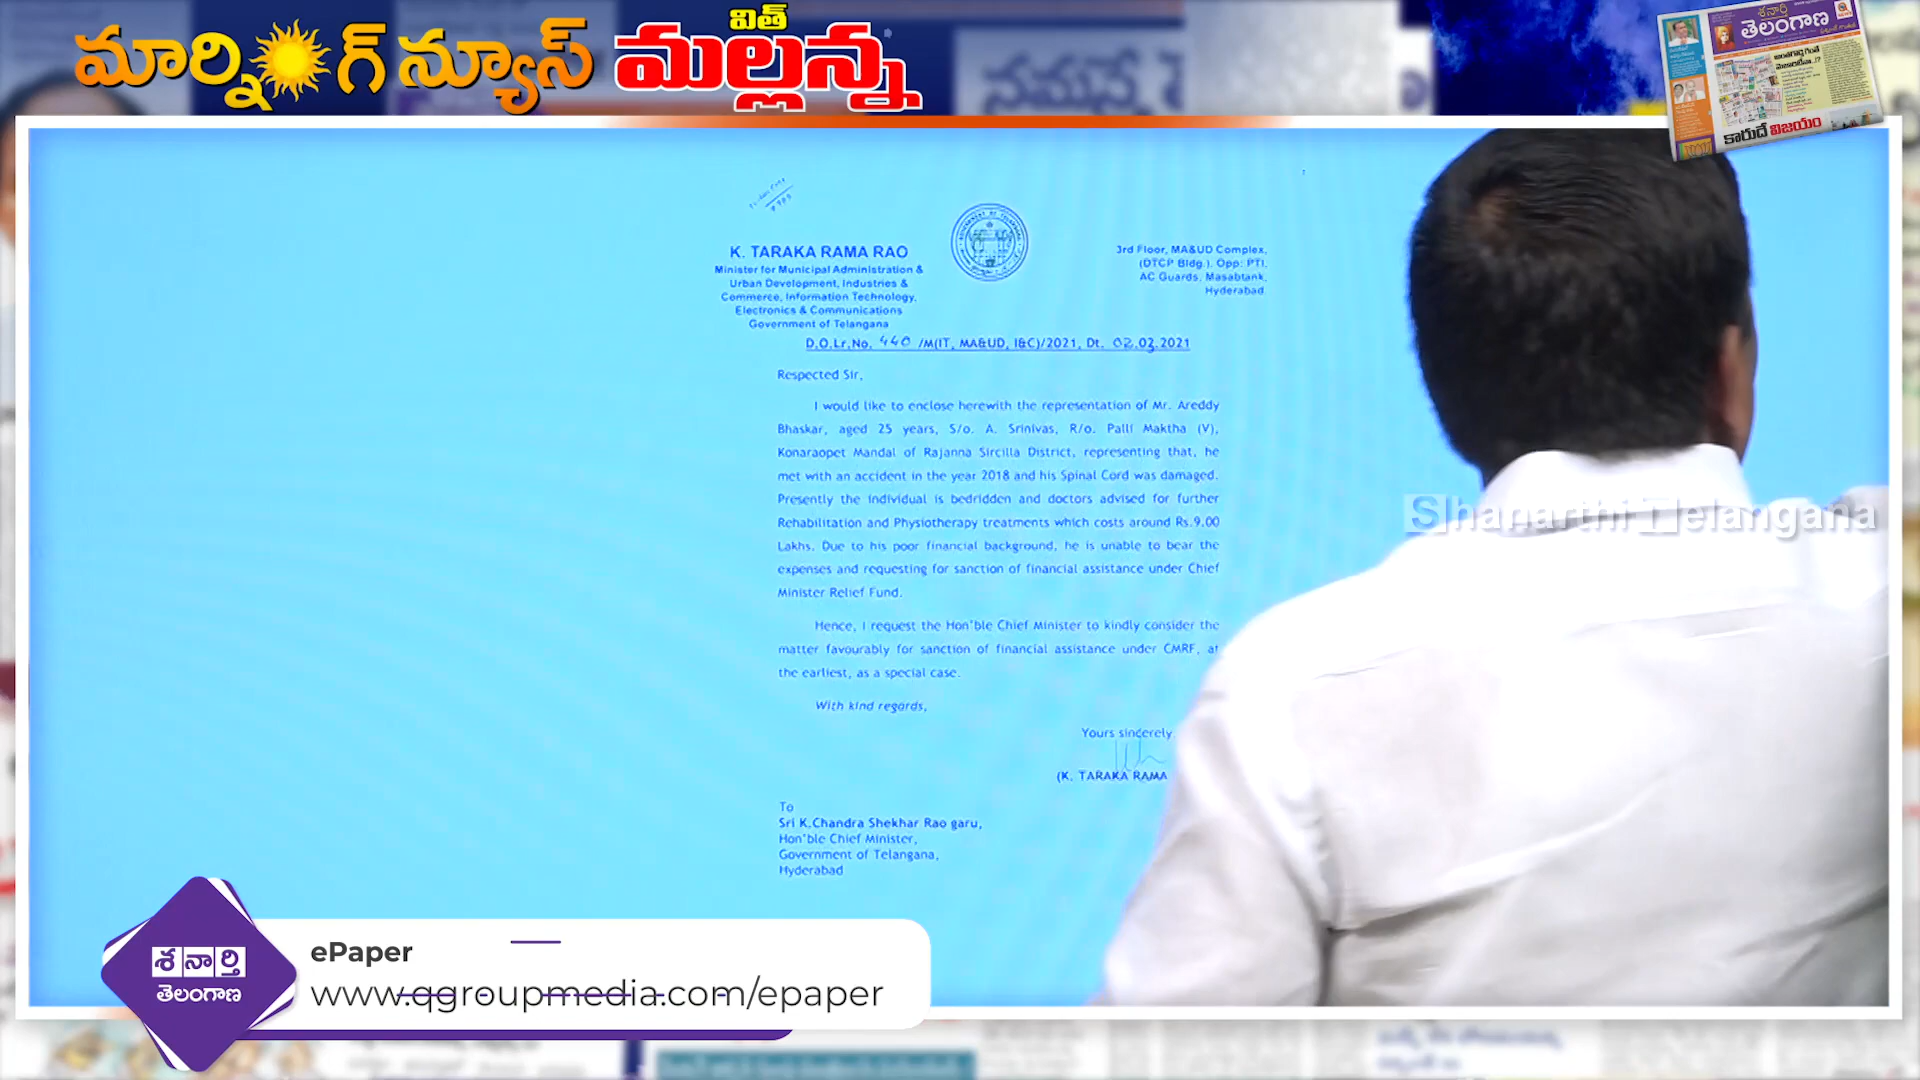 మార్నింగ్ న్యూస్ విత్ మల్లన్న
శనార్తి
తెలంగాణ
కారుదే విజయం
K. TARAKA RAMA RAO
Minister for Municipal Administration &
Urban Development, Industries &
Commerce, Information Technology,
Electronics & Communications
Government of Telangana
3rd Floor, MA&UD Complex,
(DTCP Bldg.), Opp: PTI,
AC Guards, Masabtank,
Hyderabad.
D.O.Lr.No. 440 /M(IT, MA&UD, I&C)/2021, Dt. 02.03.2021
Respected Sir,
I would like to enclose herewith the representation of Mr. Areddy
Bhaskar, aged 25 years, S/o. A. Srinivas, R/o. Palli Maktha (V),
Konaraopet Mandal of Rajanna Sircilla District, representing that, he
met with an accident in the year 2018 and his Spinal Cord was damaged.
Presently the individual is bedridden and doctors advised for further
Rehabilitation and Physiotherapy treatments which costs around Rs.9.00
Lakhs. Due to his poor financial background, he is unable to bear the
expenses and requesting for sanction of financial assistance under Chief
Minister Relief Fund.
Hence, I request the Hon'ble Chief Minister to kindly consider the
matter favourably for sanction of financial assistance under CMRF, at
the earliest, as a special case.
With kind regards,
Yours sincerely
(K. TARAKA RAMA
To
Sri K.Chandra Shekhar Rao garu,
Hon'ble Chief Minister,
Government of Telangana,
Hyderabad
Shanarthi Telangana
శనార్తి
తెలంగాణ
ePaper
www.qgroupmedia.com/epaper